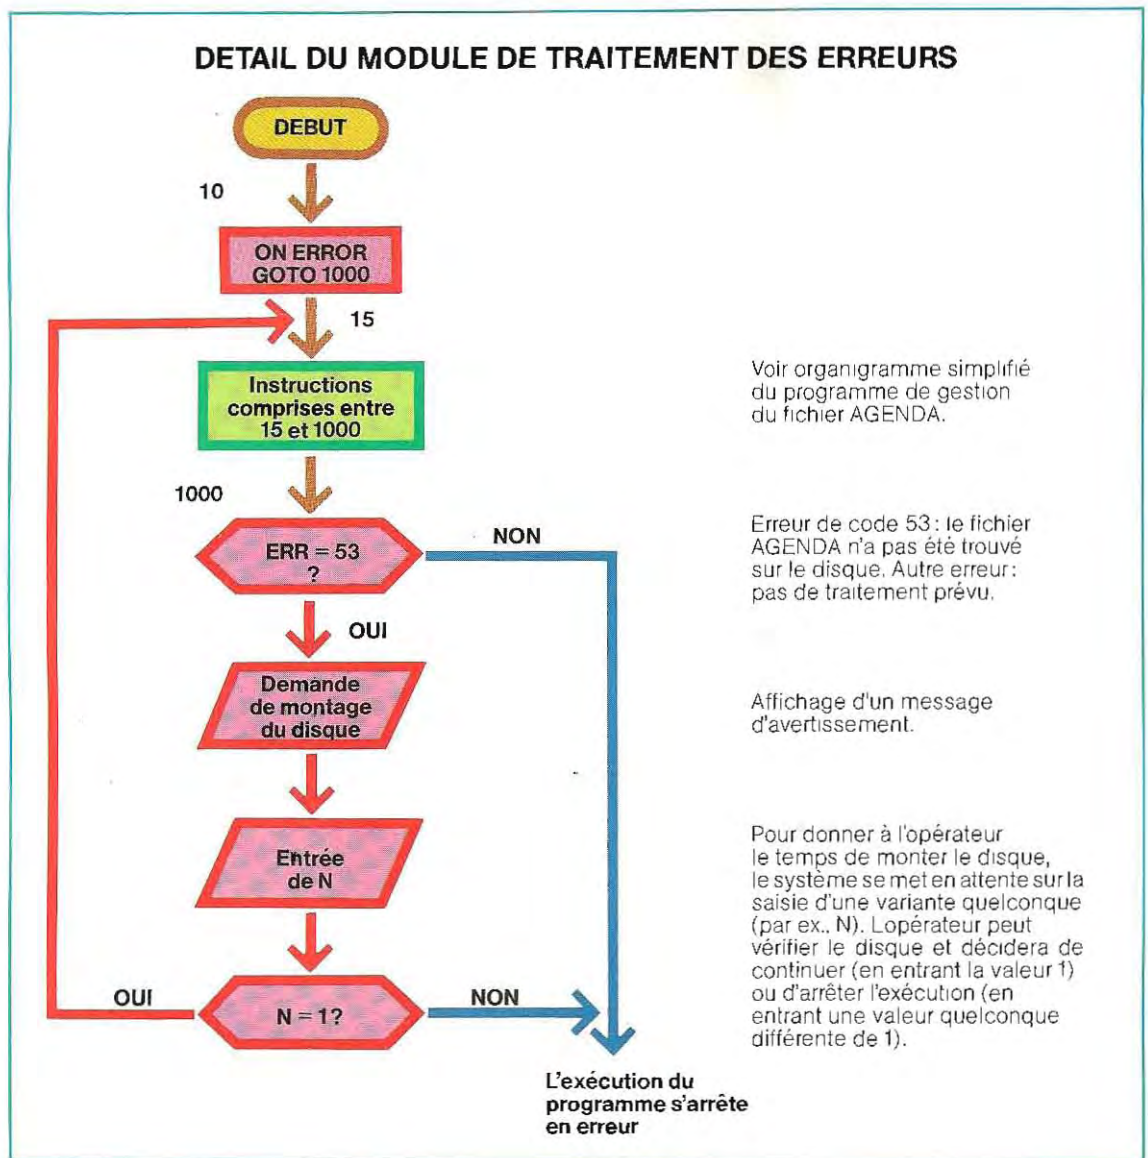 DETAIL DU MODULE DE TRAITEMENT DES ERREURS
DEBUT
10
ON ERROR
GOTO 1000
15
Instructions
comprises entre
15 et 1000
Voir organigramme simplifié
du programme de gestion
du fichier AGENDA.
1000
ERR = 53
?
NON
Erreur de code 53 : le fichier
AGENDA n'a pas été trouvé
sur le disque. Autre erreur :
pas de traitement prévu.
OUI
Demande
de montage
du disque
Affichage d'un message
d'avertissement.
Entrée
de N
Pour donner à l'opérateur
le temps de monter le disque,
le système se met en attente sur la
saisie d'une variante quelconque
(par ex., N). Lopérateur peut
vérifier le disque et décidera de
continuer (en entrant la valeur 1)
ou d'arrêter l'exécution (en
entrant une valeur quelconque
différente de 1).
OUI
N = 1?
NON
L'exécution du
programme s'arrête
en erreur